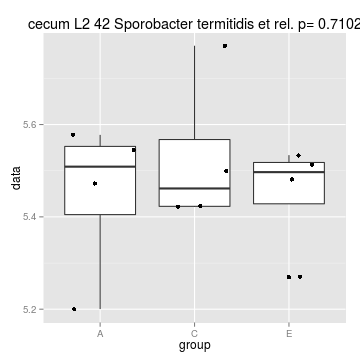 cecum L2 42 Sporobacter termitidis et rel. p= 0.7102
data
5.6
5.4
5.2
A C E
group